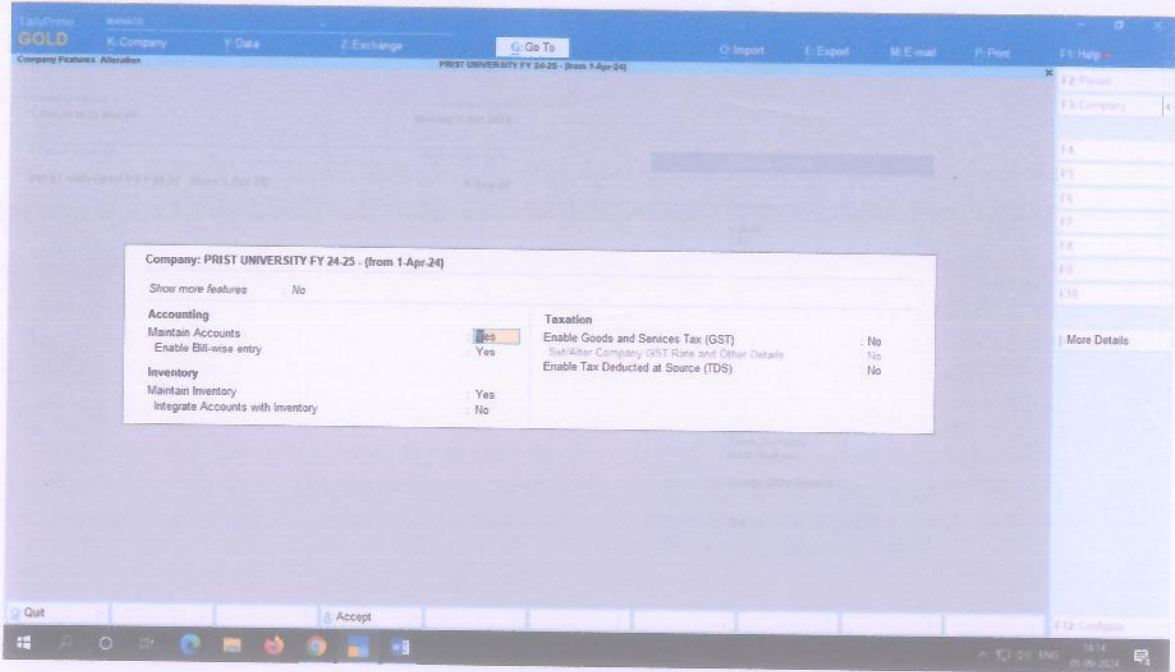 TallyPrime
GOLD
MANAGE
K: Company Y: Data Z: Exchange G: Go To O: Import E: Export M: E-mail P: Print F1: Help
Company Features Alteration
PRIST UNIVERSITY FY 24-25 - (from 1-Apr-24)
F2: Period
F3: Company
F4
F5
F6
F7
F8
F9
F10
More Details
Company: PRIST UNIVERSITY FY 24-25 - (from 1-Apr-24)
Show more features : No
Accounting
Maintain Accounts : Yes
Enable Bill-wise entry : Yes
Inventory
Maintain Inventory : Yes
Integrate Accounts with Inventory : No
Taxation
Enable Goods and Services Tax (GST) : No
Set/Alter Company GST Rate and Other Details : No
Enable Tax Deducted at Source (TDS) : No
Q: Quit A: Accept F12: Configure
ENG
05-09-2024